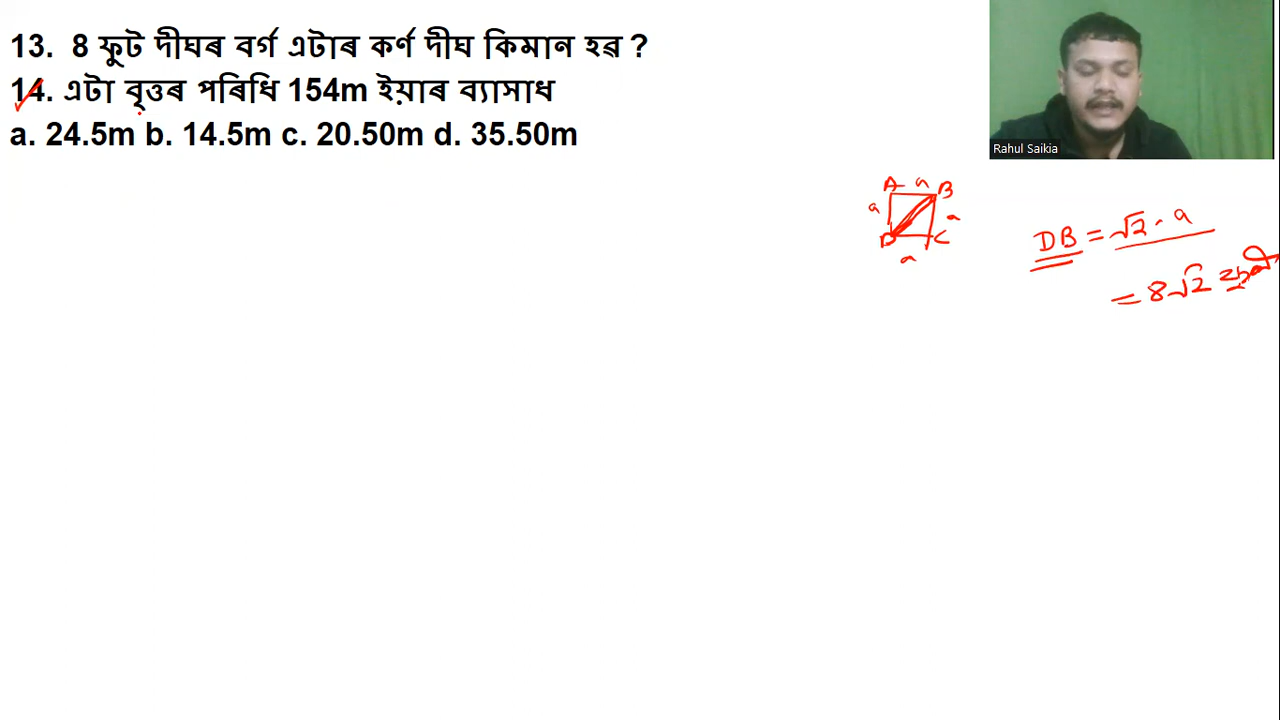 13. 8 ফুট দীঘৰ বৰ্গ এটাৰ কৰ্ণ দীঘ কিমান হৱ ?
14. এটা বৃত্তৰ পৰিধি 154m ইয়াৰ ব্যাসাধ
a. 24.5m b. 14.5m c. 20.50m d. 35.50m
Rahul Saikia
A a B
a a
D C
a
DB = √2 · a
= 8√2